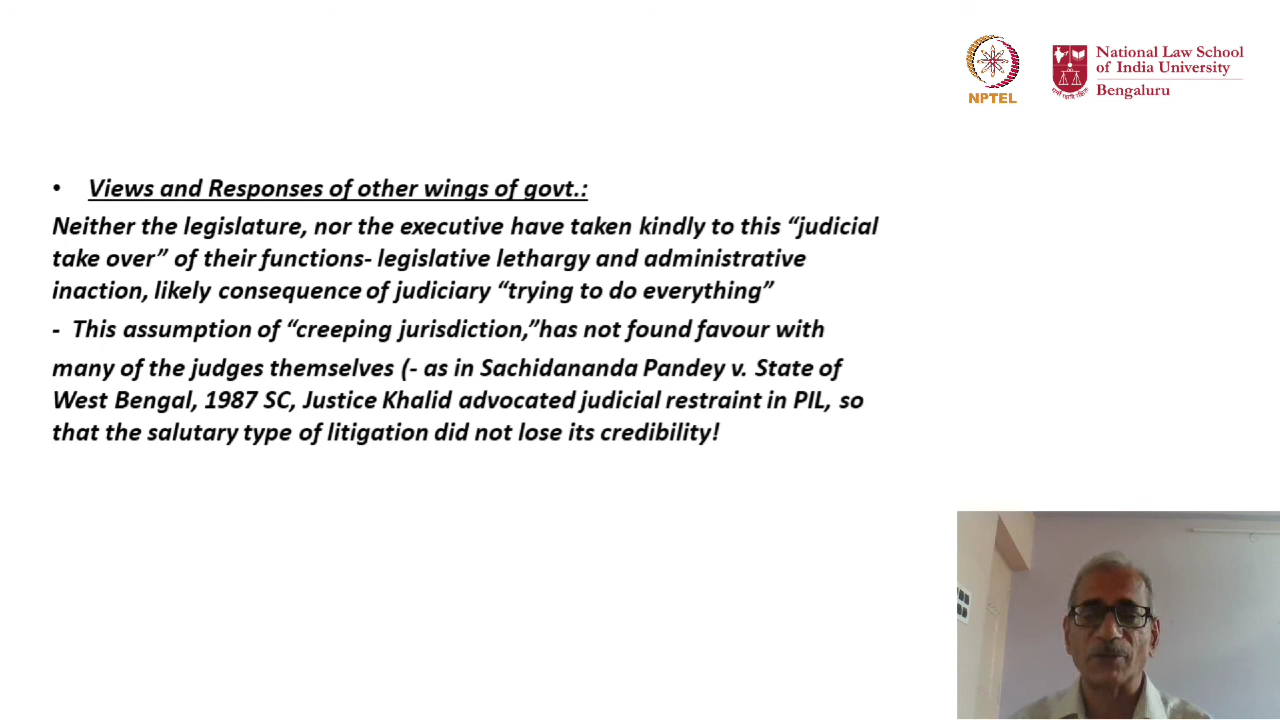 NPTEL
National Law School
of India University
Bengaluru
• Views and Responses of other wings of govt.:
Neither the legislature, nor the executive have taken kindly to this “judicial
take over” of their functions- legislative lethargy and administrative
inaction, likely consequence of judiciary “trying to do everything”
- This assumption of “creeping jurisdiction,”has not found favour with
many of the judges themselves (- as in Sachidananda Pandey v. State of
West Bengal, 1987 SC, Justice Khalid advocated judicial restraint in PIL, so
that the salutary type of litigation did not lose its credibility!